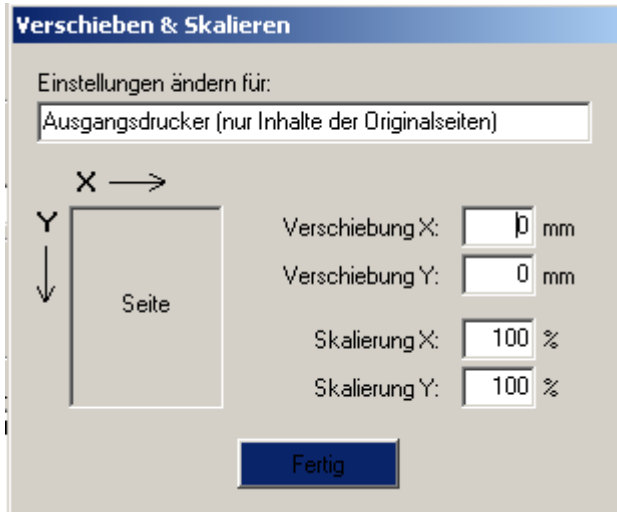 Verschieben & Skalieren
Einstellungen ändern für:
Ausgangsdrucker (nur Inhalte der Originalseiten)
X
Y
Seite
Verschiebung X: 0 mm
Verschiebung Y: 0 mm
Skalierung X: 100 %
Skalierung Y: 100 %
Fertig